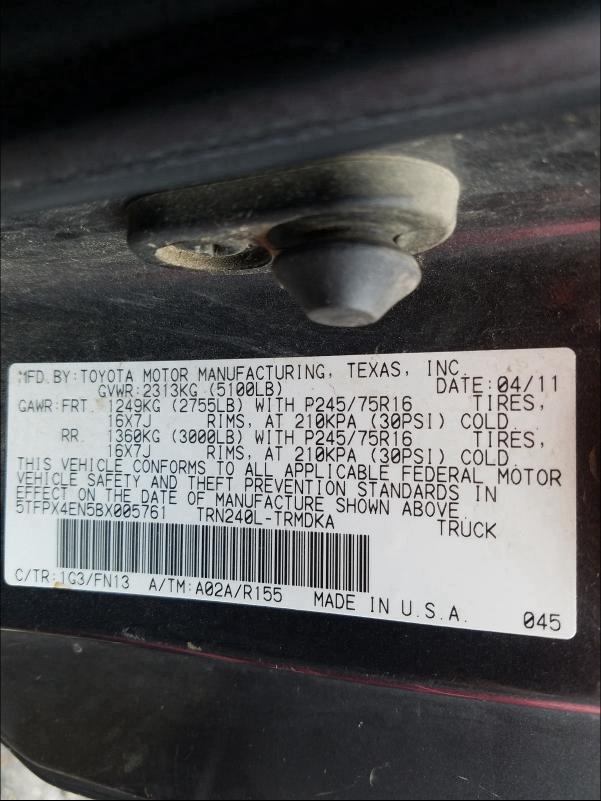 MFD.BY:TOYOTA MOTOR MANUFACTURING, TEXAS, INC.
GVWR:2313KG (5100LB) DATE:04/11
GAWR:FRT. 1249KG (2755LB) WITH P245/75R16 TIRES,
16X7J RIMS, AT 210KPA (30PSI) COLD
RR. 1360KG (3000LB) WITH P245/75R16 TIRES,
16X7J RIMS, AT 210KPA (30PSI) COLD
THIS VEHICLE CONFORMS TO ALL APPLICABLE FEDERAL MOTOR
VEHICLE SAFETY AND THEFT PREVENTION STANDARDS IN
EFFECT ON THE DATE OF MANUFACTURE SHOWN ABOVE.
5TFPX4EN5BX005761 TRN240L-TRMDKA TRUCK
C/TR:1G3/FN13 A/TM:A02A/R155 MADE IN U.S.A. 045